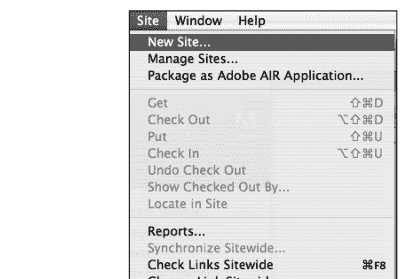 Site Window Help
New Site...
Manage Sites...
Package as Adobe AIR Application...
Get ⇧⌘D
Check Out ⌥⇧⌘D
Put ⇧⌘U
Check In ⌥⇧⌘U
Undo Check Out
Show Checked Out By...
Locate in Site
Reports...
Synchronize Sitewide...
Check Links Sitewide ⌘F8